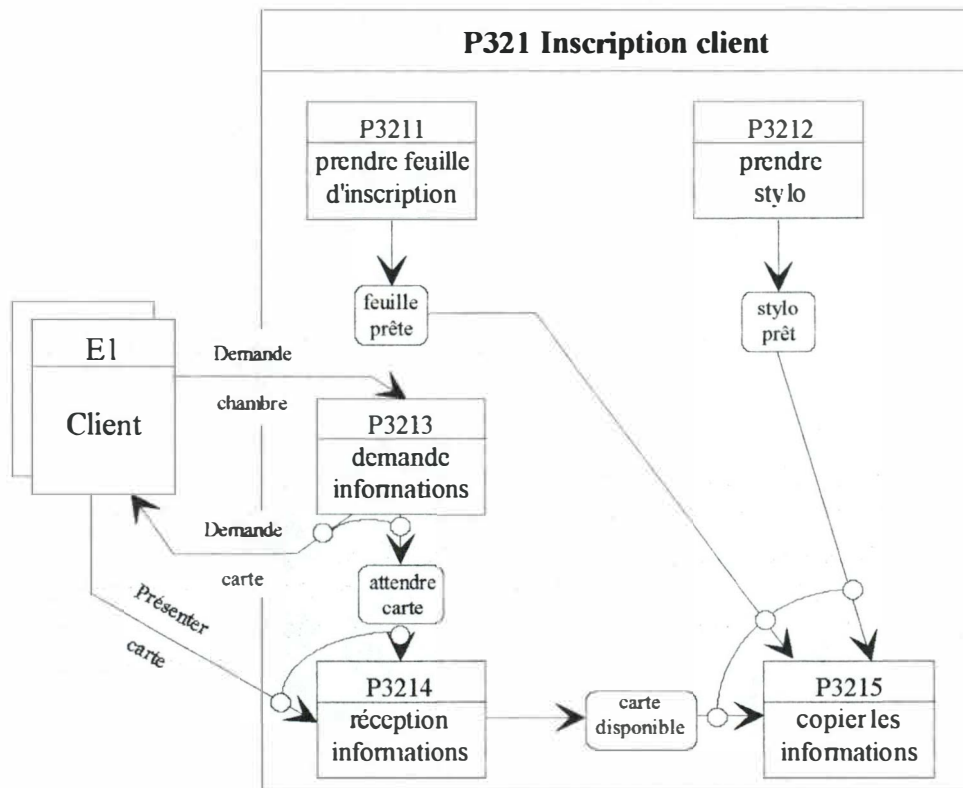 P321 Inscription client
P3211
prendre feuille
d'inscription
P3212
prendre
stylo
feuille
prête
stylo
prêt
E1
Client
Demande
chambre
P3213
demande
informations
Demande
carte
attendre
carte
Présenter
carte
P3214
réception
informations
carte
disponible
P3215
copier les
informations